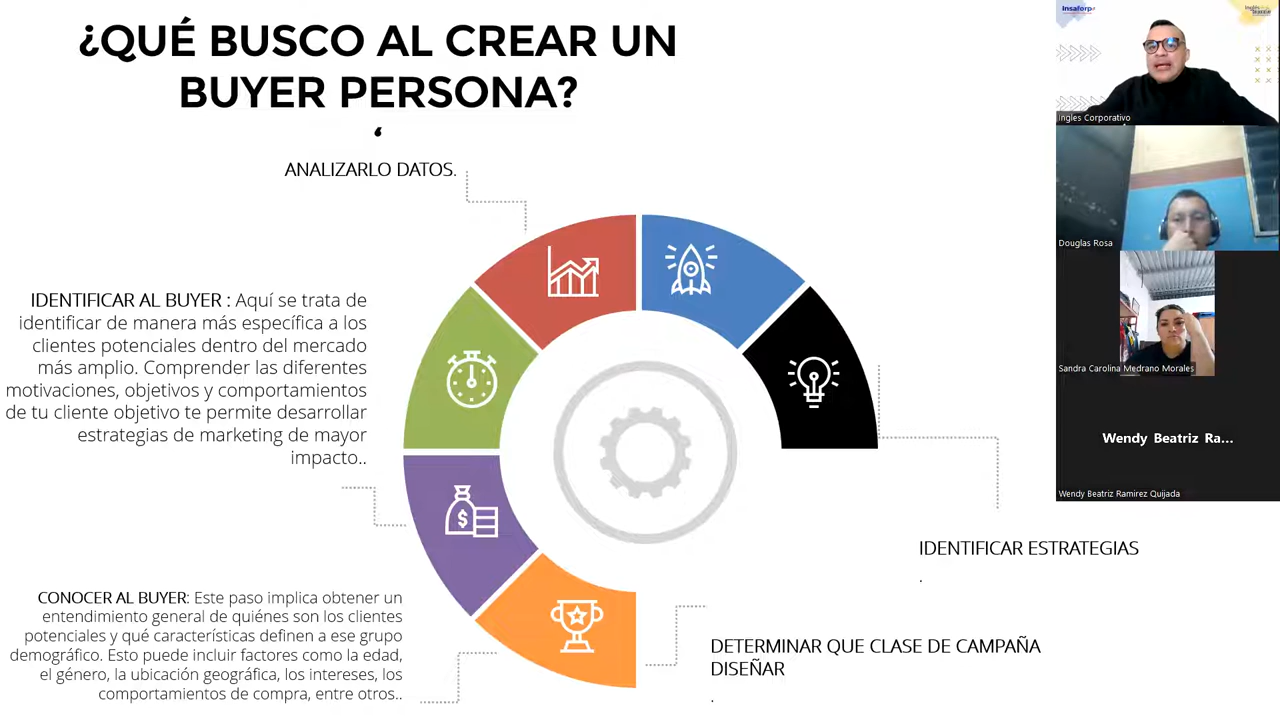 ¿QUÉ BUSCO AL CREAR UN
BUYER PERSONA?
‘
ANALIZARLO DATOS.
IDENTIFICAR AL BUYER : Aquí se trata de
identificar de manera más específica a los
clientes potenciales dentro del mercado
más amplio. Comprender las diferentes
motivaciones, objetivos y comportamientos
de tu cliente objetivo te permite desarrollar
estrategias de marketing de mayor
impacto..
CONOCER AL BUYER: Este paso implica obtener un
entendimiento general de quiénes son los clientes
potenciales y qué características definen a ese grupo
demográfico. Esto puede incluir factores como la edad,
el género, la ubicación geográfica, los intereses, los
comportamientos de compra, entre otros..
$
IDENTIFICAR ESTRATEGIAS
.
DETERMINAR QUE CLASE DE CAMPAÑA
DISEÑAR
.
insaforp
Ingles Corporativo
Douglas Rosa
Sandra Carolina Medrano Morales
Wendy Beatriz Ra...
Wendy Beatriz Ramirez Quijada